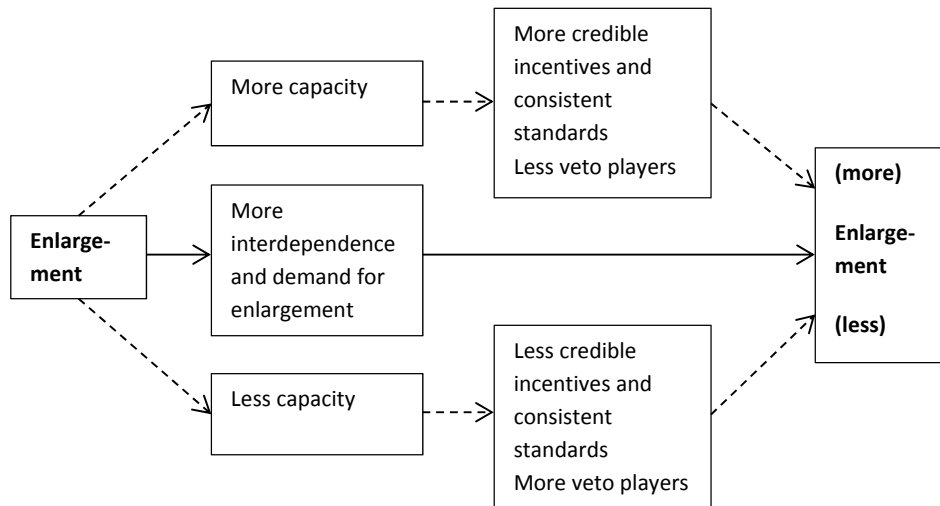 More capacity
More credible
incentives and
consistent
standards
Less veto players
Enlarge-
ment
More
interdependence
and demand for
enlargement
(more)
Enlarge-
ment
(less)
Less capacity
Less credible
incentives and
consistent
standards
More veto players